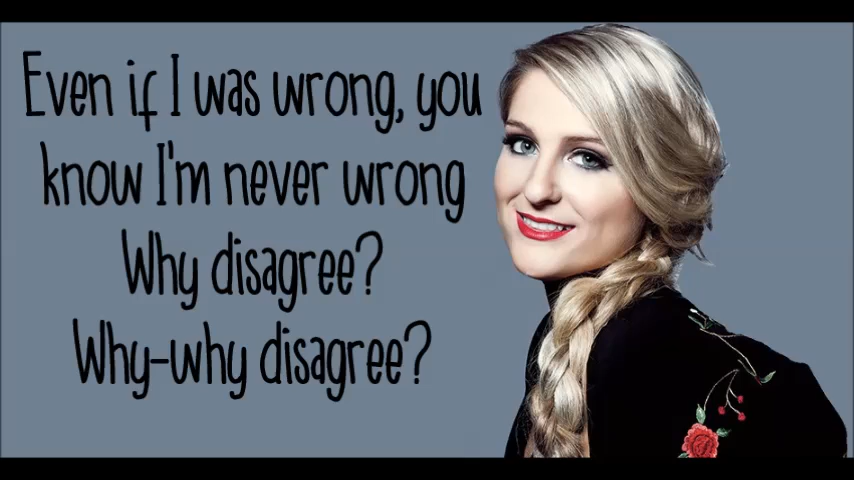 Even if I was wrong, you
know I'm never wrong
Why disagree?
Why-why disagree?